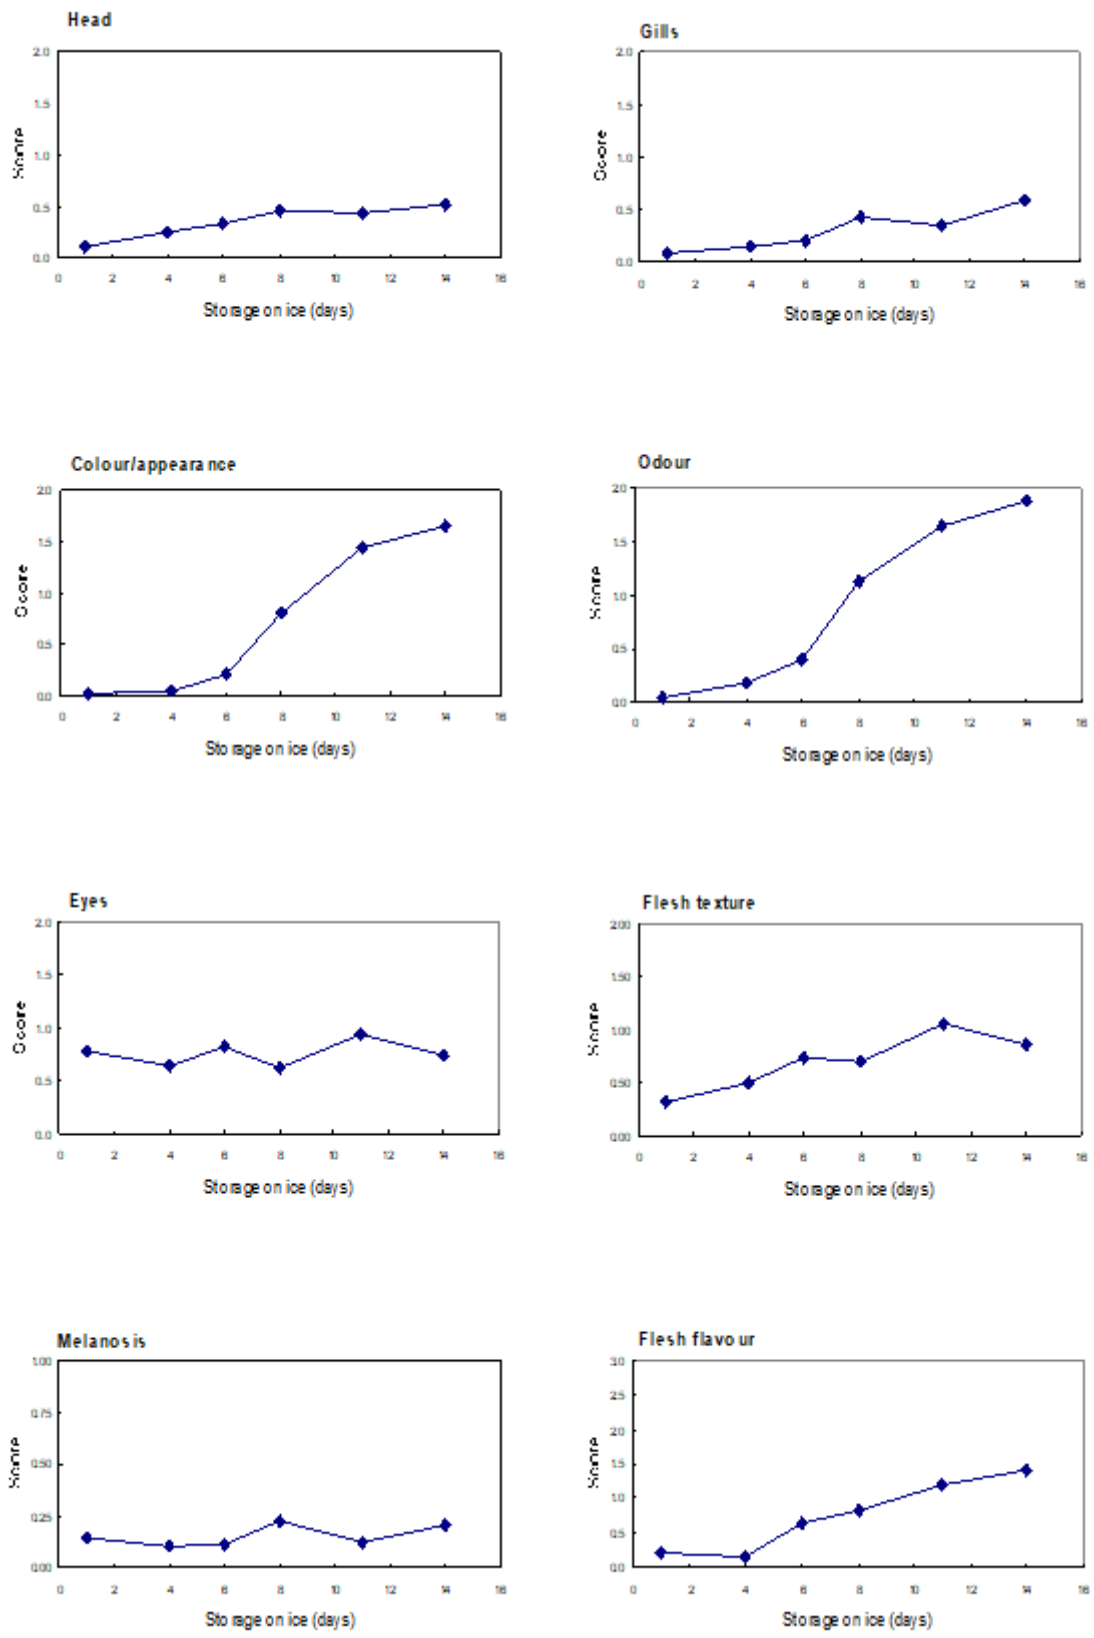 Head
2.0
1.5
1.0
0.5
0.0
Score
0 2 4 6 8 10 12 14 16
Storage on ice (days)
Gills
2.0
1.5
1.0
0.5
0.0
Score
0 2 4 6 8 10 12 14 16
Storage on ice (days)
Colour/appearance
2.0
1.5
1.0
0.5
0.0
Score
0 2 4 6 8 10 12 14 16
Storage on ice (days)
Odour
2.0
1.5
1.0
0.5
0.0
Score
0 2 4 6 8 10 12 14 16
Storage on ice (days)
Eyes
2.0
1.5
1.0
0.5
0.0
Score
0 2 4 6 8 10 12 14 16
Storage on ice (days)
Flesh texture
2.00
1.50
1.00
0.50
0.00
Score
0 2 4 6 8 10 12 14 16
Storage on ice (days)
Melanosis
1.00
0.75
0.50
0.25
0.00
Score
0 2 4 6 8 10 12 14 16
Storage on ice (days)
Flesh flavour
3.0
2.5
2.0
1.5
1.0
0.5
0.0
Score
0 2 4 6 8 10 12 14 16
Storage on ice (days)